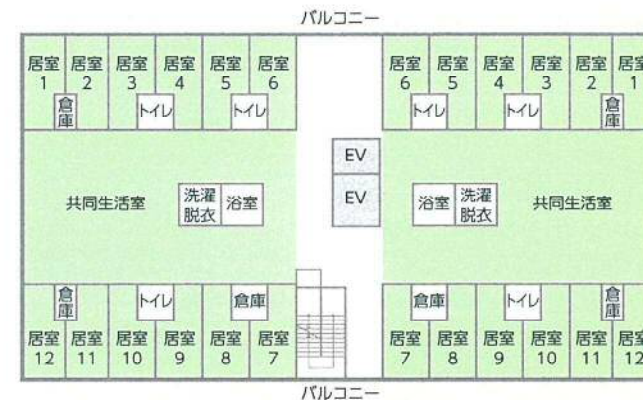 バルコニー
居室 居室 居室 居室 居室 居室
1 2 3 4 5 6
倉庫 トイレ トイレ
居室 居室 居室 居室 居室 居室
6 5 4 3 2 1
トイレ トイレ 倉庫
EV
EV
共同生活室
洗濯
脱衣
浴室
浴室
洗濯
脱衣
共同生活室
倉庫 トイレ 倉庫
居室 居室 居室 居室 居室 居室
12 11 10 9 8 7
倉庫 トイレ 倉庫
居室 居室 居室 居室 居室 居室
7 8 9 10 11 12
バルコニー